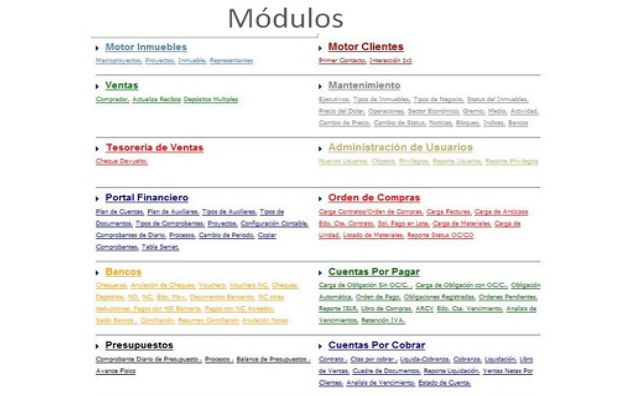 Módulos
Motor Inmuebles
Macroproyectos, Proyectos, Inmueble, Representantes
Motor Clientes
Primer Contacto, Interacción 1x1
Ventas
Comprador, Actualiza Recibos Depósitos Multiples
Mantenimiento
Ejecutivos, Tipos de Inmuebles, Tipos de Negocio, Status del Inmuebles,
Precio del Dolar, Operaciones, Sector Económico, Gremio, Medio, Actividad,
Cambio de Precio, Cambio de Status, Noticias, Bloqueo, Indices, Bancos
Tesoreria de Ventas
Cheque Devuelto,
Administración de Usuarios
Nuevos Usuarios, Objetos, Privilegios, Reporte Usuarios, Reporte Privilegios
Portal Financiero
Plan de Cuentas, Plan de Auxiliares, Tipos de Auxiliares, Tipos de
Documentos, Tipos de Comprobantes, Proyectos, Configuración Contable,
Comprobantes de Diario, Procesos, Cambio de Periodo, Copiar
Comprobantes, Tabla Seniat,
Orden de Compras
Carga Contratos/Orden de Compras, Carga Facturas, Carga de Anticipos
Edo. Cta. Contrato, Sol. Pago en Lote, Carga de Materiales, Carga de
Unidad, Listado de Materiales, Reporte Status OC/CO
Bancos
Chequeras, Anulación de Cheques, Vouchers, Vouchers NC, Cheques,
Depósitos, ND, NC, Edo. Mov, Documentos Bancarios, NC otras
deducciones, Pagos con ND Bancaria, Pagos con NC Acreedor,
Saldo Bancos, Conciliación, Resumen Conciliación Anulación Notas
Cuentas Por Pagar
Carga de Obligación Sin OC/C., Carga de Obligación con OC/C., Obligación
Automática, Orden de Pago, Obligaciones Registradas, Ordenes Pendientes,
Reporte ISLR, Libro de Compras, ARCV Edo. Cta. Vencimiento, Analisis de
Vencimientos, Retención IVA,
Presupuestos
Comprobante Diario de Presupuesto, Procesos, Balance de Presupuestos,
Avance Fisico
Cuentas Por Cobrar
Contrato, Ctas por cobrar, Liquida-Cobranza, Cobranza, Liquidación, Libro
de Ventas, Cuadre de Documentos, Reporte Liquidación, Ventas Netas Por
Clientes, Analisis de Vencimiento, Estado de Cuenta,